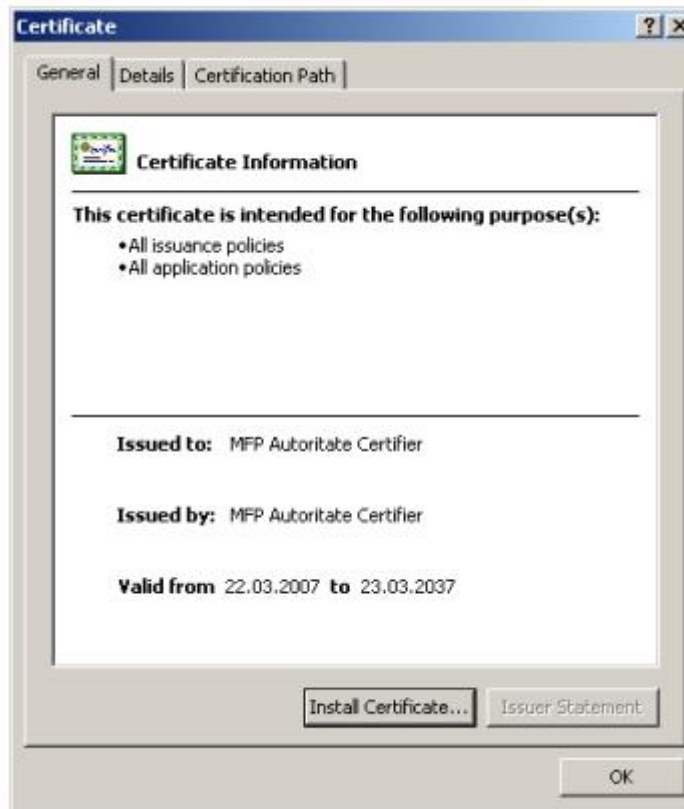 Certificate
General Details Certification Path
Certificate Information
This certificate is intended for the following purpose(s):
•All issuance policies
•All application policies
Issued to: MFP Autoritate Certifier
Issued by: MFP Autoritate Certifier
Valid from 22.03.2007 to 23.03.2037
Install Certificate... Issuer Statement
OK